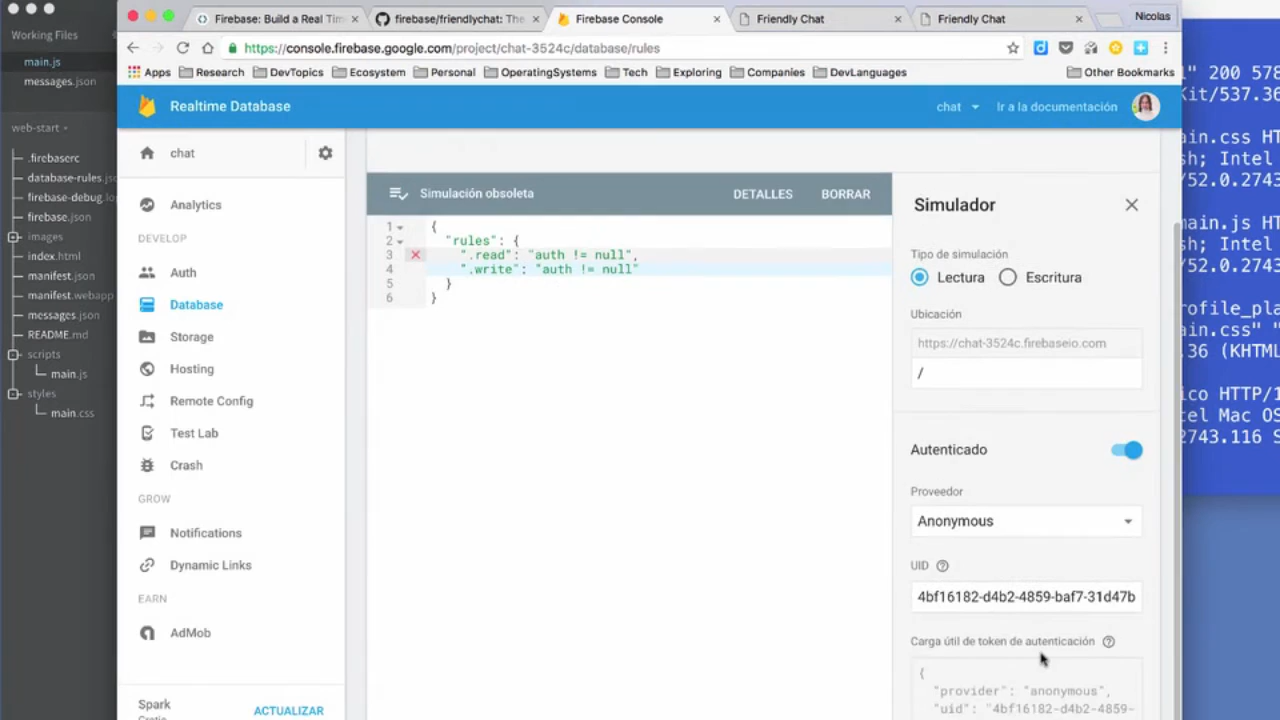 Working Files
main.js
messages.json
web-start
.firebaserc
database-rules.jsc
firebase-debug.lo
firebase.json
images
index.html
manifest.json
manifest.webapp
messages.json
README.md
scripts
main.js
styles
main.css
Firebase: Build a Real Tim
firebase/friendlychat: The
Firebase Console
Friendly Chat
Friendly Chat
Nicolas
https://console.firebase.google.com/project/chat-3524c/database/rules
Apps Research DevTopics Ecosystem Personal OperatingSystems Tech Exploring Companies DevLanguages Other Bookmarks
Realtime Database
chat
Ir a la documentación
chat
Analytics
DEVELOP
Auth
Database
Storage
Hosting
Remote Config
Test Lab
Crash
GROW
Notifications
Dynamic Links
EARN
AdMob
Spark
ACTUALIZAR
Simulación obsoleta
DETALLES
BORRAR
1 {
2 "rules": {
3 ".read": "auth != null",
4 ".write": "auth != null"
5 }
6 }
Simulador
Tipo de simulación
Lectura
Escritura
Ubicación
https://chat-3524c.firebaseio.com
/
Autenticado
Proveedor
Anonymous
UID
4bf16182-d4b2-4859-baf7-31d47b
Carga útil de token de autenticación
{
"provider": "anonymous",
"uid": "4bf16182-d4b2-4859-
l" 200 578
Kit/537.36
ain.css HT
sh; Intel
/52.0.2743
main.js HT
sh; Intel
/52.0.2743
rofile_pla
ain.css" "
.36 (KHTML
ico HTTP/1
tel Mac OS
2743.116 S